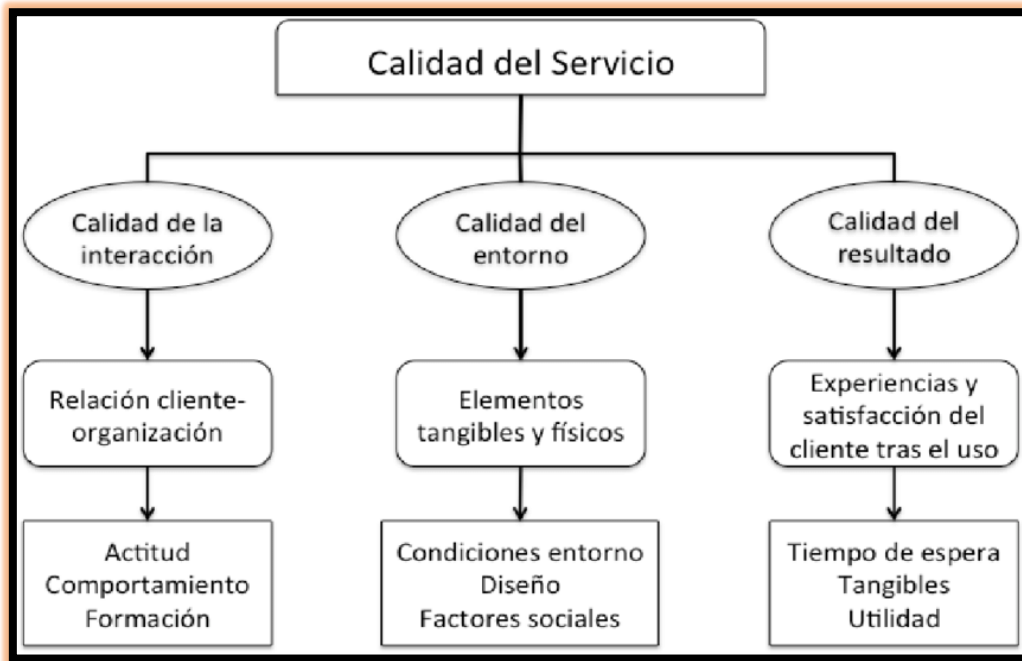 Calidad del Servicio
Calidad de la
interacción
Calidad del
entorno
Calidad del
resultado
Relación cliente-
organización
Elementos
tangibles y físicos
Experiencias y
satisfacción del
cliente tras el uso
Actitud
Comportamiento
Formación
Condiciones entorno
Diseño
Factores sociales
Tiempo de espera
Tangibles
Utilidad